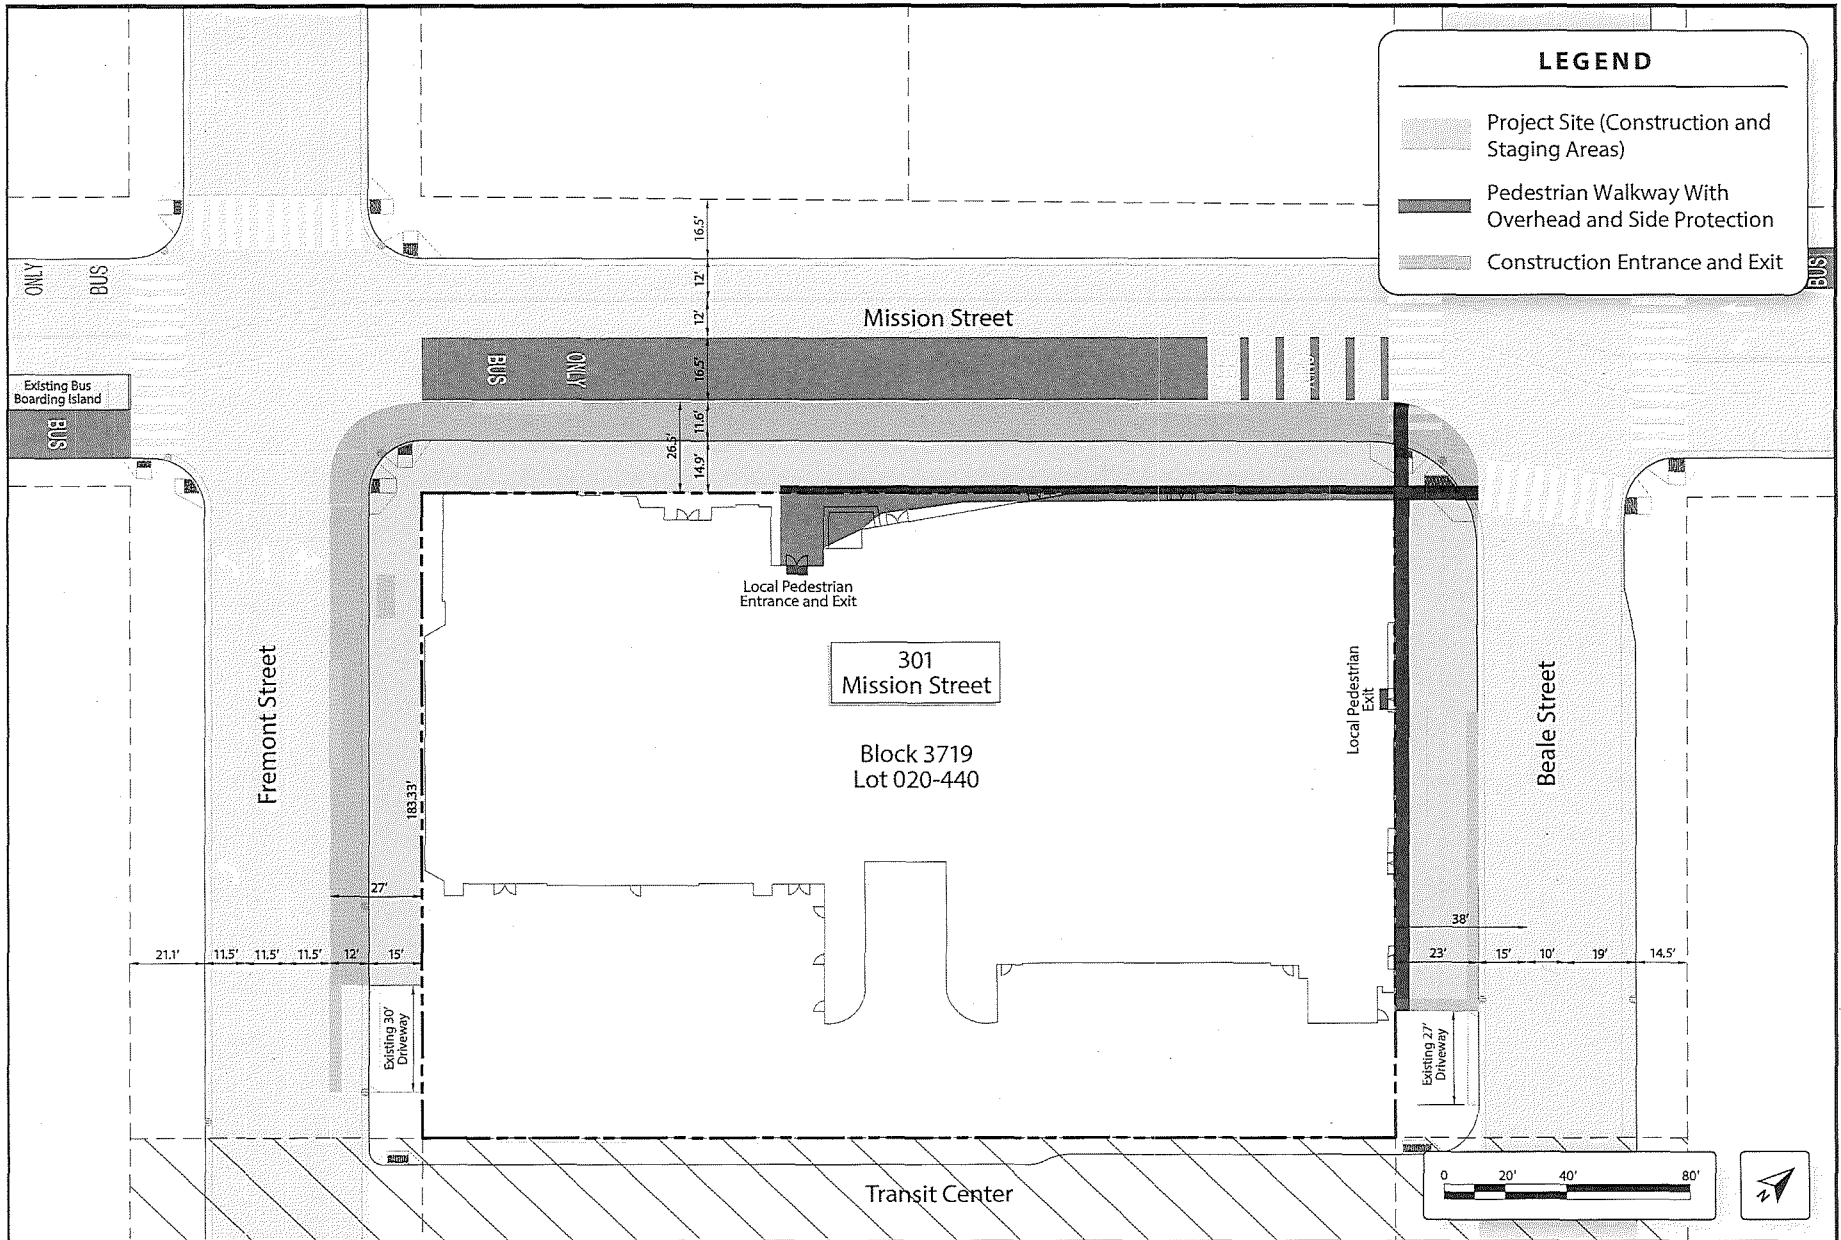 LEGEND
Project Site (Construction and
Staging Areas)
Pedestrian Walkway With
Overhead and Side Protection
Construction Entrance and Exit
ONLY
BUS
BUS
16.5'
12'
12'
Mission Street
16.5'
BUS
ONLY
Existing Bus
Boarding Island
BUS
11.6'
26.5'
14.9'
Local Pedestrian
Entrance and Exit
301
Mission Street
Block 3719
Lot 020-440
Local Pedestrian
Exit
Fremont Street
Beale Street
183.33'
27'
38'
21.1'
11.5'
11.5'
11.5'
12'
15'
23'
15'
10'
19'
14.5'
Existing 30'
Driveway
Existing 27'
Driveway
Transit Center
0
20'
40'
80'
N